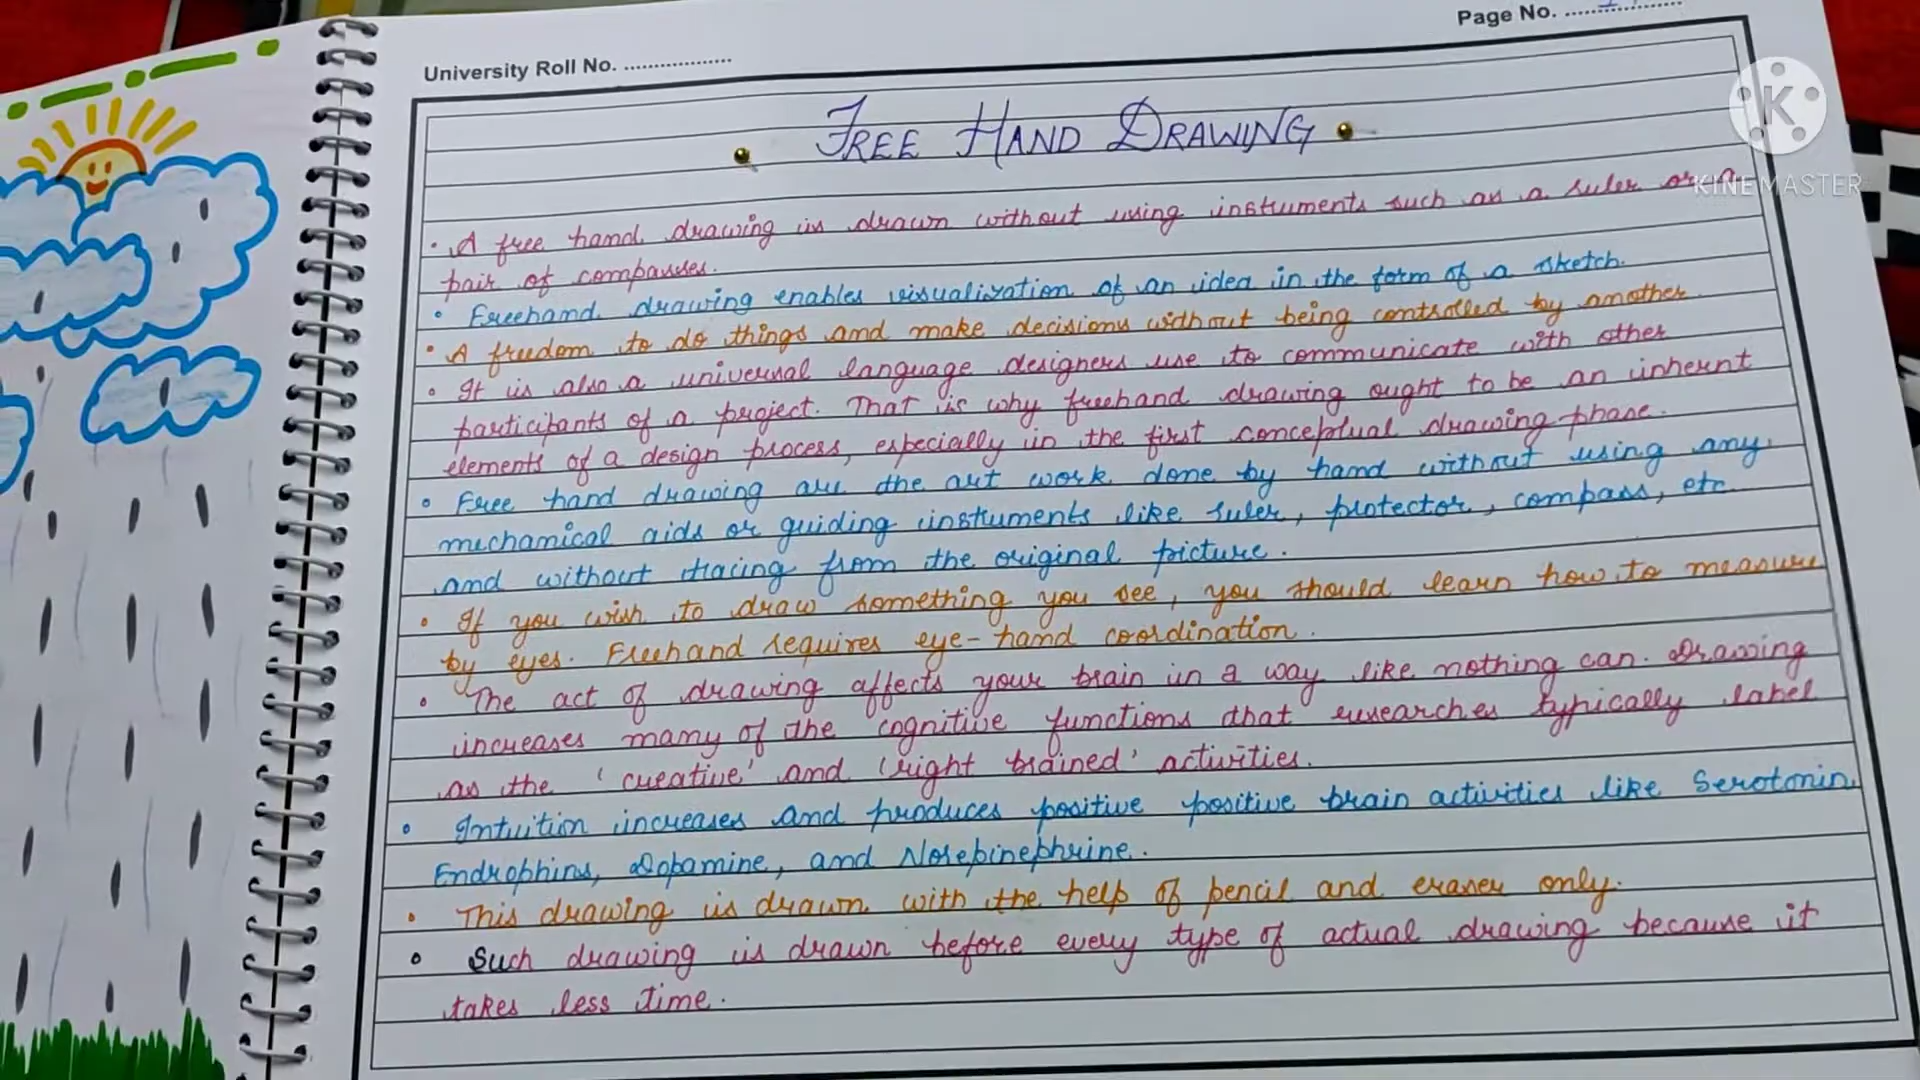 Page No. ..................
University Roll No. ..................
FREE HAND DRAWING
K
KINEMASTER
• A free hand drawing is drawn without using instruments such as a ruler or a
pair of compasses.
• Freehand drawing enables visualization of an idea in the form of a sketch.
• A freedom to do things and make decisions without being controlled by another
• It is also a universal language designers use to communicate with other
participants of a project. That is why freehand drawing ought to be an inhernt
elements of a design process, especially in the first conceptual drawing phase.
• Free hand drawing are the art work done by hand without using any
mechanical aids or guiding instruments like ruler, protector, compass, etc
and without tracing from the original picture.
• If you wish to draw something you see, you should learn how to measure
by eyes. Freehand requires eye-hand coordination.
• The act of drawing affects your brain in a way like nothing can. Drawing
increases many of the cognitive functions that researches typically label
as the 'creative' and 'right brained' activities.
• Intuition increases and produces positive positive brain activities like Serotonin,
Endrophins, Dopamine, and Norepinephrine.
• This drawing is drawn with the help of pencil and eraser only.
• Such drawing is drawn before every type of actual drawing because it
takes less time.